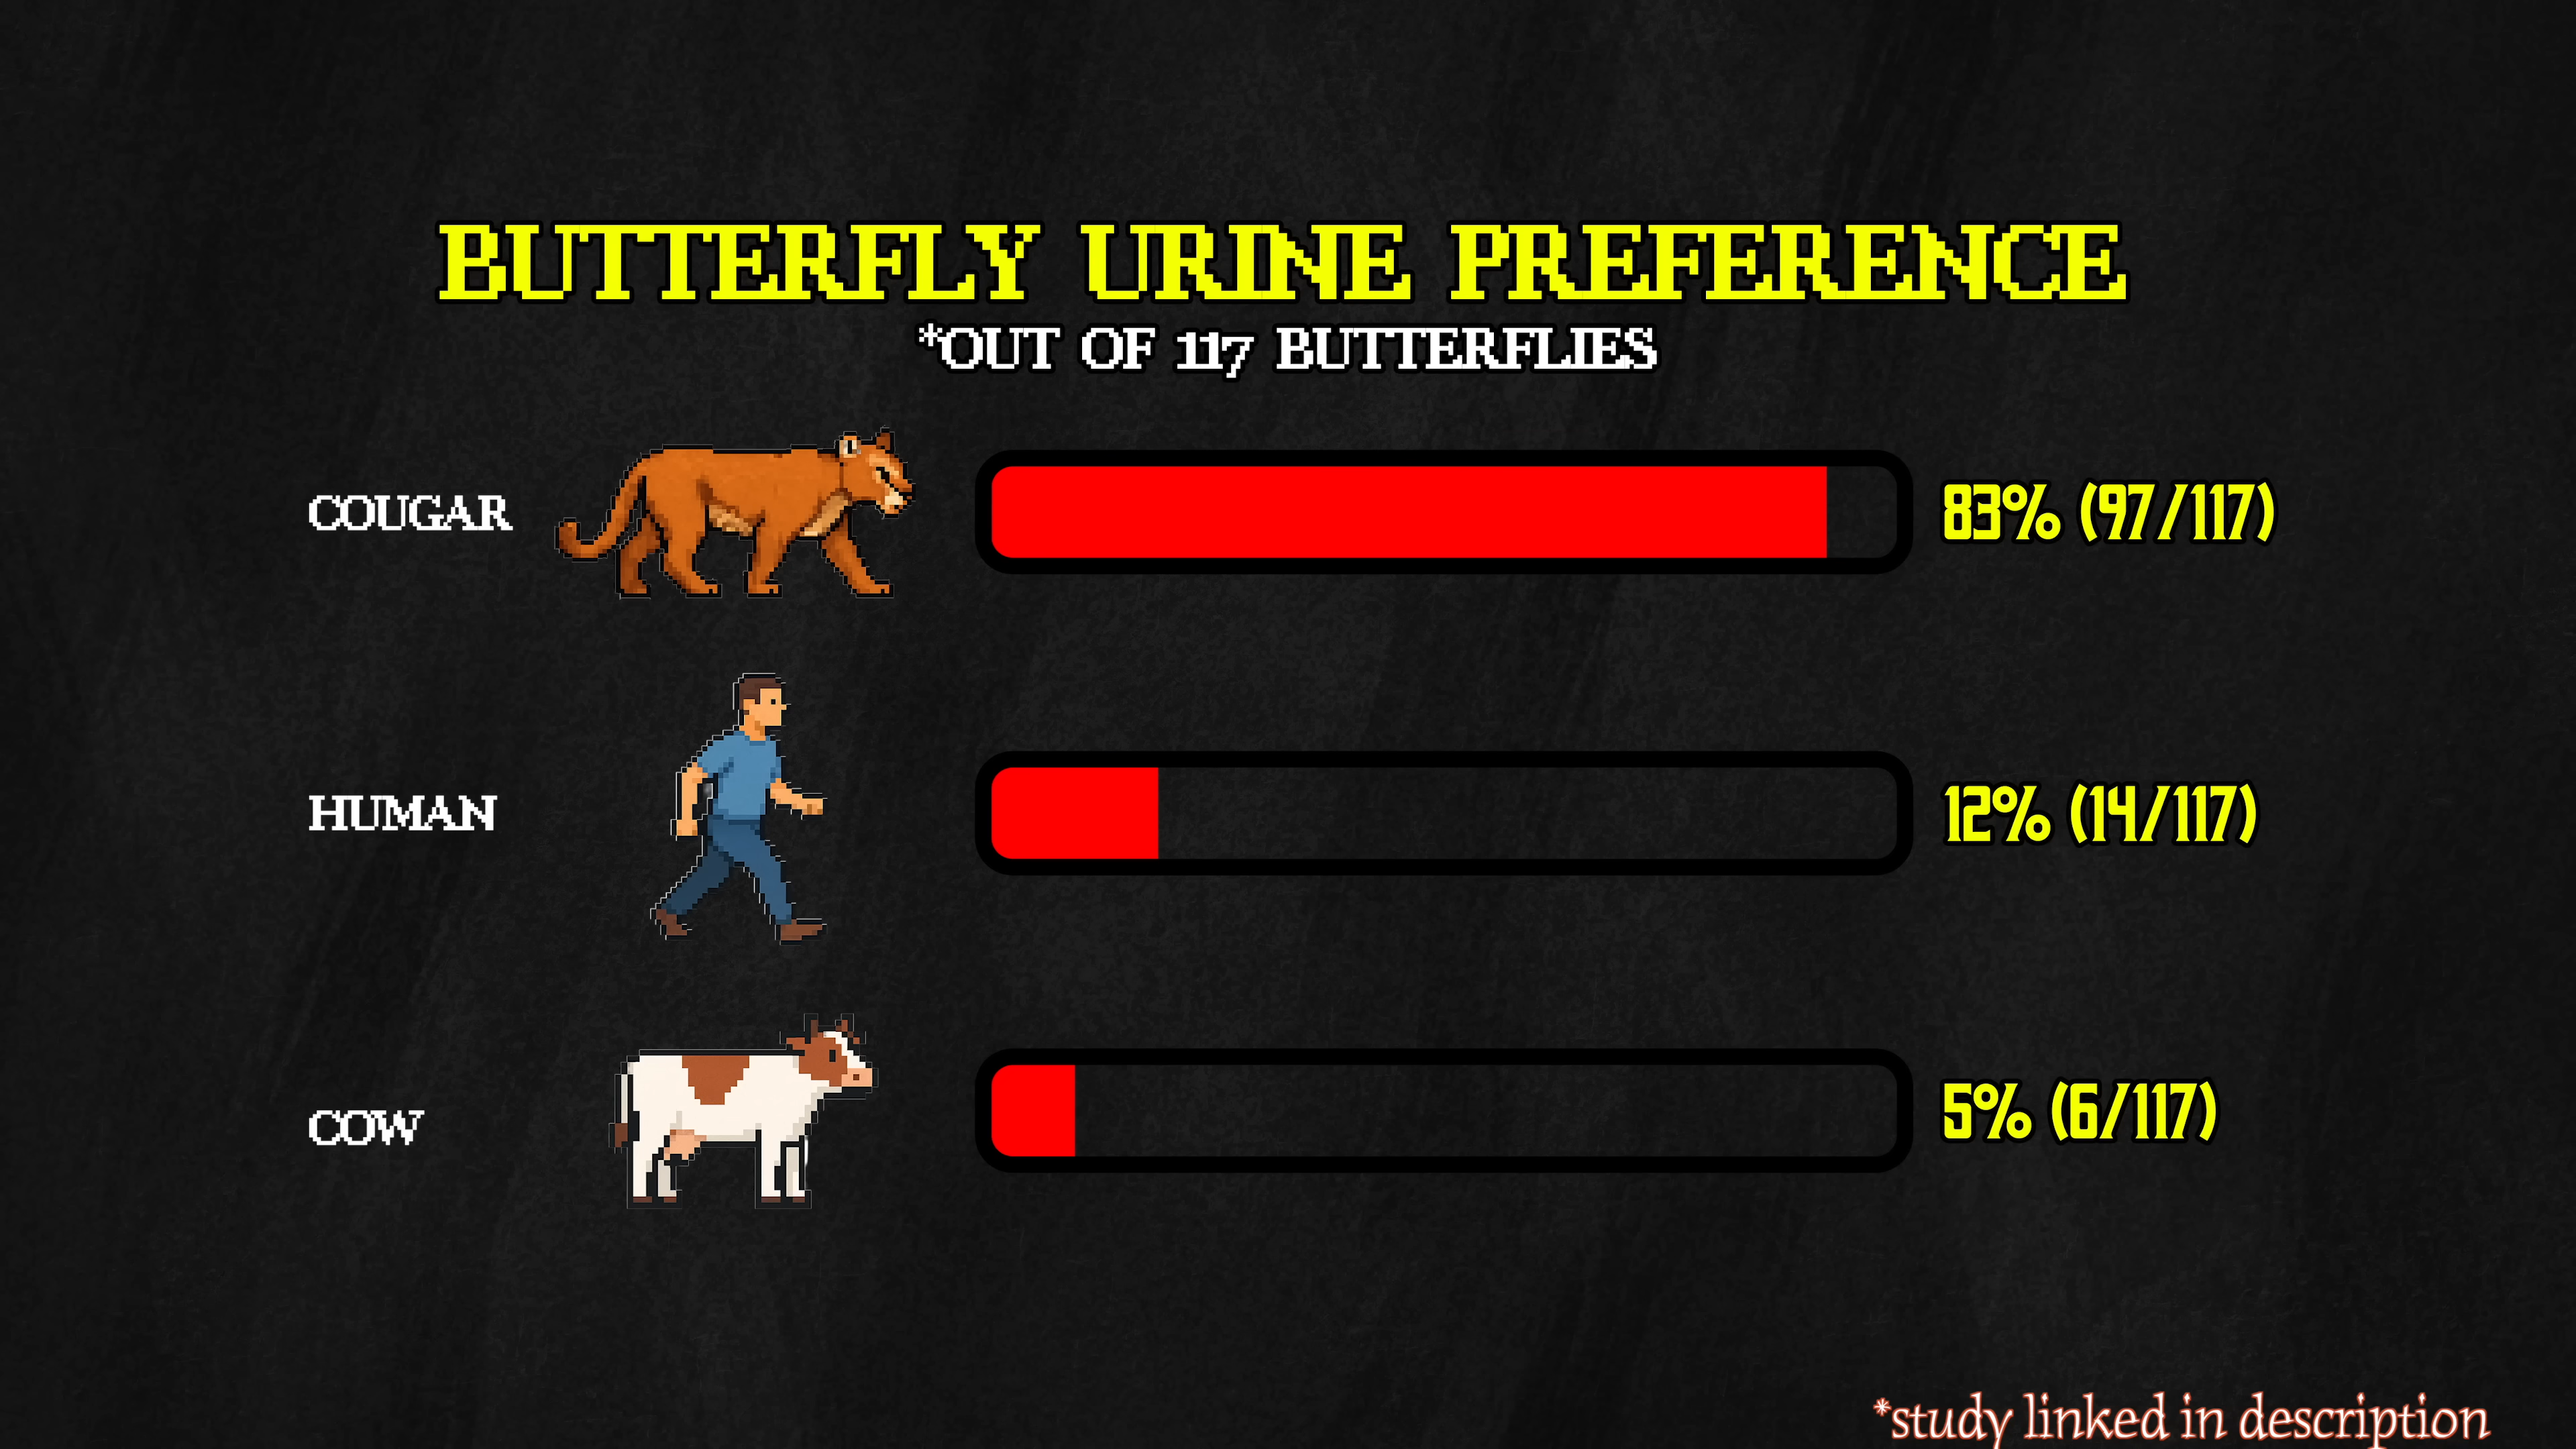 BUTTERFLY URINE PREFERENCE
*OUT OF 117 BUTTERFLIES
COUGAR 83% (97/117)
HUMAN 12% (14/117)
COW 5% (6/117)
*study linked in description